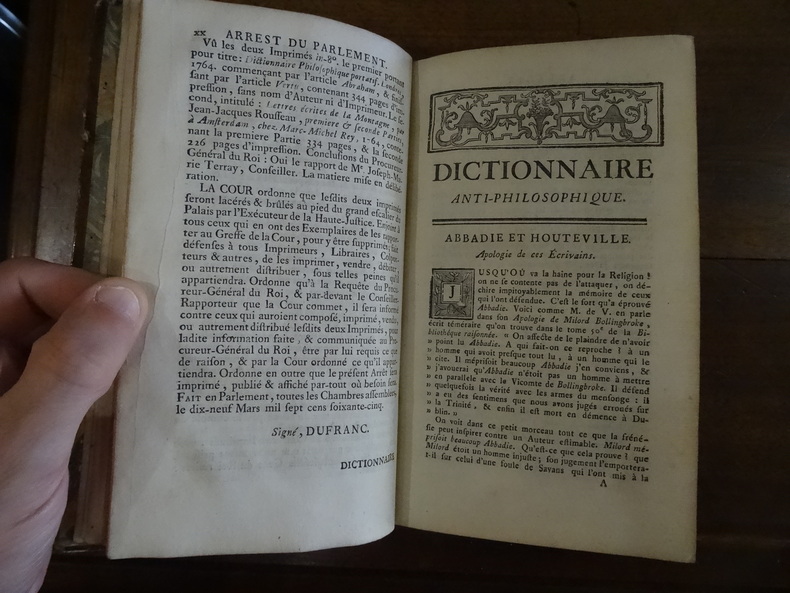 xx ARREST DU PARLEMENT.
Vû les deux Imprimés in-8º. le premier portant
pour titre: Dictionnaire Philosophique portatif. Londres,
1764. commençant par l'article Abraham, & finis-
sant par l'article Vertu, contenant 344 pages d'im-
pression, sans nom d'Auteur ni d'Imprimeur. Le se-
cond, intitulé: Lettres écrites de la Montagne par
Jean-Jacques Rousseau, premiere & seconde Parties,
à Amsterdam, chez Marc-Michel Rey, 1764, conte-
nant la premiere Partie 334 pages, & la seconde
226 pages d'impression. Conclusions du Procureur-
Général du Roi: Oui le rapport de Me Joseph-Ma-
rie Terray, Conseiller. La matiere mise en délibé-
ration.
LA COUR ordonne que lesdits deux imprimés
seront lacérés & brûlés au pied du grand escalier du
Palais par l'Exécuteur de la Haute-Justice. Enjoint à
tous ceux qui en ont des Exemplaires de les rappor-
ter au Greffe de la Cour, pour y être supprimés; fait
défenses à tous Imprimeurs, Libraires, Colpor-
teurs & autres, de les imprimer, vendre, débiter,
ou autrement distribuer, sous telles peines qu'il
appartiendra. Ordonne qu'à la Requête du Procu-
reur-Général du Roi, & par-devant le Conseiller-
Rapporteur que la Cour commet, il sera informé
contre ceux qui auroient composé, imprimé, vendu,
ou autrement distribué lesdits deux Imprimés, pour
ladite information faite, & communiquée au Pro-
cureur-Général du Roi, être par lui requis ce que
de raison, & par la Cour ordonné ce qu'il appar-
tiendra. Ordonne en outre que le présent Arrêt sera
imprimé, publié & affiché par-tout où besoin sera.
FAIT en Parlement, toutes les Chambres assemblées,
le dix-neuf Mars mil sept cens soixante-cinq.
Signé, DUFRANC.
DICTIONNAIRE
DICTIONNAIRE
ANTI-PHILOSOPHIQUE.
ABBADIE ET HOUTEVILLE.
Apologie de ces Écrivains.
JUSQU'OÙ va la haîne pour la Religion!
on ne se contente pas de l'attaquer, on dé-
chire impitoyablement la mémoire de ceux
qui l'ont défendue. C'est le sort qu'a éprouvé
Abbadie. Voici comme M. de V. en parle
dans son Apologie de Milord Bollingbroke,
écrit téméraire qu'on trouve dans le tome 50e de la Bi-
bliothèque raisonnée. » On affecte de se plaindre de n'avoir
» point lu Abbadie. A qui fait-on ce reproche! à un
» homme qui avoit presque tout lu, à un homme qui le
» cite. Il méprisoit beaucoup Abbadie j'en conviens, &
» j'avouerai qu'Abbadie n'étoit pas un homme à mettre
» en parallele avec le Vicomte de Bollingbroke. Il défend
» quelquefois la vérité avec les armes du mensonge: il
» a eu des sentimens que nous avons jugés erronés sur
» la Trinité, & enfin il est mort en démence à Du-
» blin. »
On voit dans ce petit morceau tout ce que la fréné-
sie peut inspirer contre un Auteur estimable. Milord mé-
prisoit beaucoup Abbadie. Qu'est-ce que cela prouve! que
Milord étoit un homme injuste; son jugement l'emportera-
t-il sur celui d'une foule de Savans qui l'ont mis à la
A